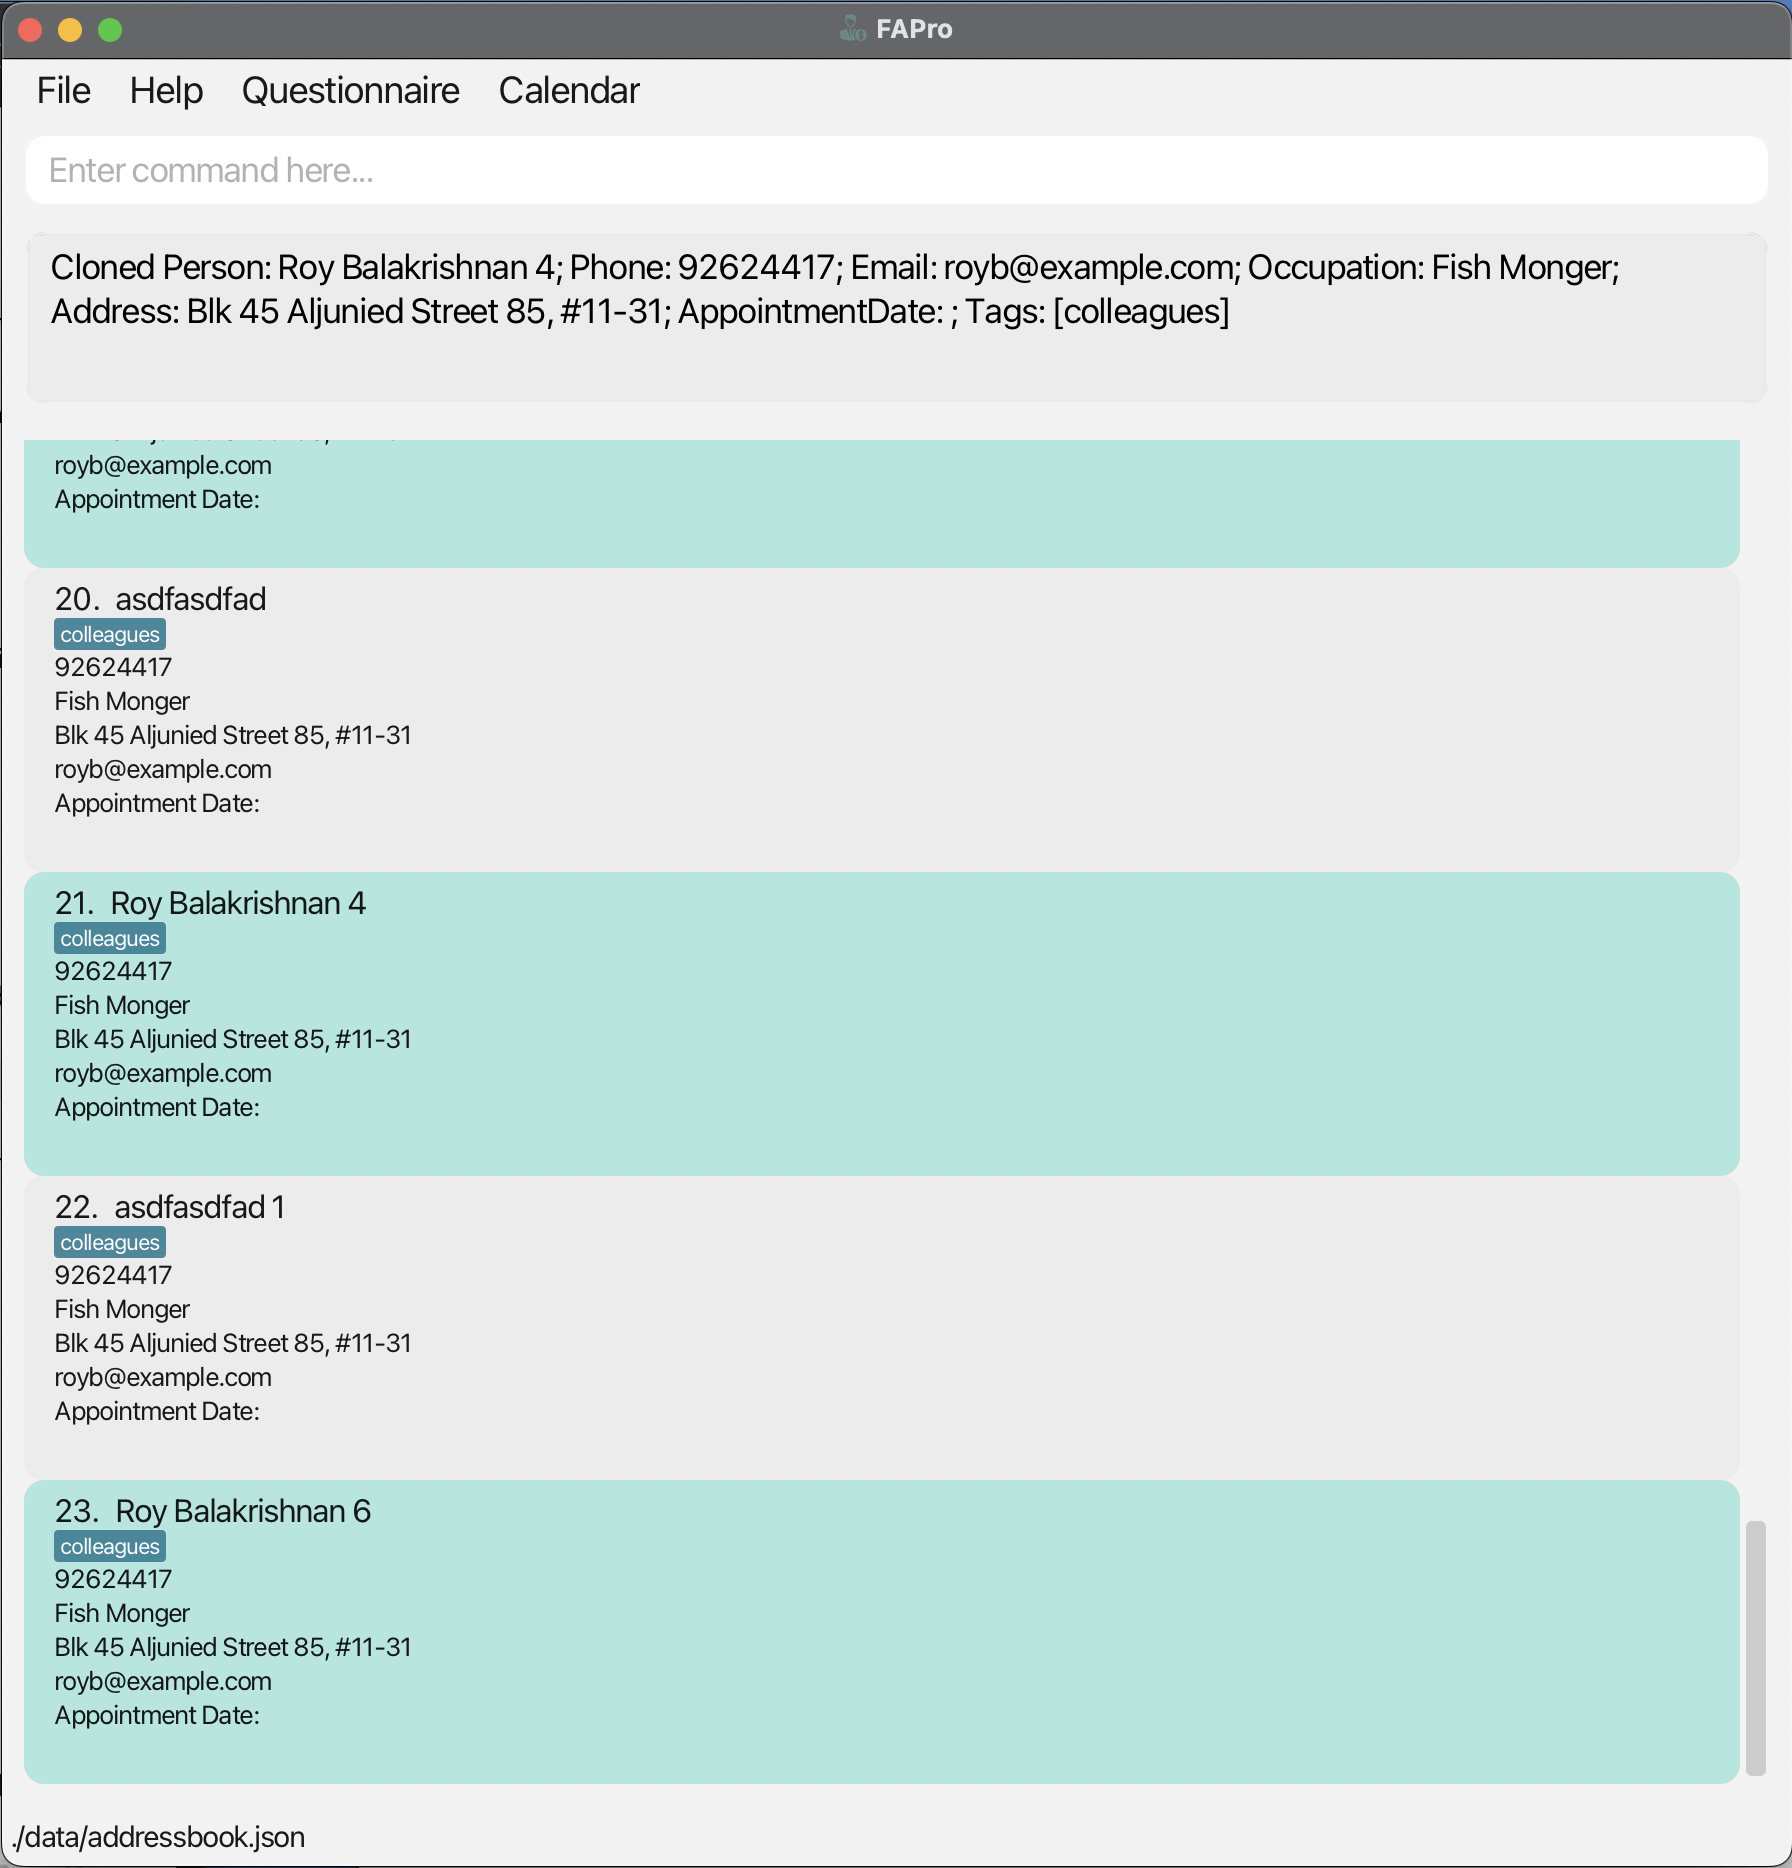 FAPro
File Help Questionnaire Calendar
Enter command here...
Cloned Person: Roy Balakrishnan 4; Phone: 92624417; Email: royb@example.com; Occupation: Fish Monger;
Address: Blk 45 Aljunied Street 85, #11-31; AppointmentDate: ; Tags: [colleagues]
royb@example.com
Appointment Date:
20. asdfasdfad
colleagues
92624417
Fish Monger
Blk 45 Aljunied Street 85, #11-31
royb@example.com
Appointment Date:
21. Roy Balakrishnan 4
colleagues
92624417
Fish Monger
Blk 45 Aljunied Street 85, #11-31
royb@example.com
Appointment Date:
22. asdfasdfad 1
colleagues
92624417
Fish Monger
Blk 45 Aljunied Street 85, #11-31
royb@example.com
Appointment Date:
23. Roy Balakrishnan 6
colleagues
92624417
Fish Monger
Blk 45 Aljunied Street 85, #11-31
royb@example.com
Appointment Date:
./data/addressbook.json